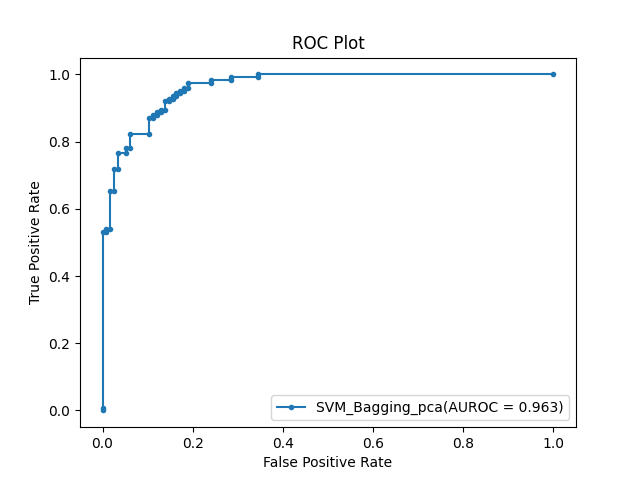 ROC Plot
1.0
0.8
0.6
0.4
0.2
0.0
True Positive Rate
SVM_Bagging_pca(AUROC = 0.963)
0.0 0.2 0.4 0.6 0.8 1.0
False Positive Rate